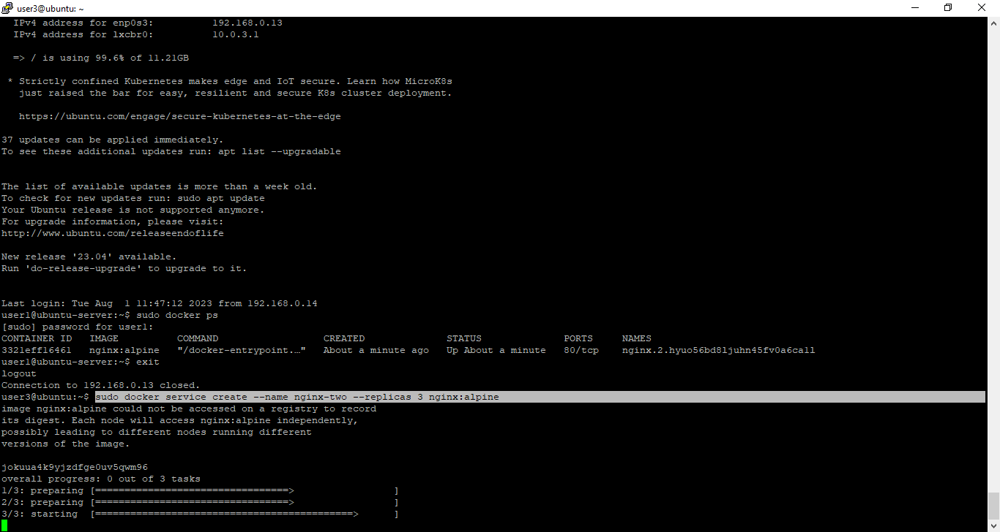 user3@ubuntu: ~
IPv4 address for enp0s3:          192.168.0.13
IPv4 address for lxcbr0:          10.0.3.1
=> / is using 99.6% of 11.21GB
* Strictly confined Kubernetes makes edge and IoT secure. Learn how MicroK8s
just raised the bar for easy, resilient and secure K8s cluster deployment.
https://ubuntu.com/engage/secure-kubernetes-at-the-edge
37 updates can be applied immediately.
To see these additional updates run: apt list --upgradable
The list of available updates is more than a week old.
To check for new updates run: sudo apt update
Your Ubuntu release is not supported anymore.
For upgrade information, please visit:
http://www.ubuntu.com/releaseendoflife
New release '23.04' available.
Run 'do-release-upgrade' to upgrade to it.
Last login: Tue Aug  1 11:47:12 2023 from 192.168.0.14
user1@ubuntu-server:~$ sudo docker ps
[sudo] password for user1:
CONTAINER ID   IMAGE          COMMAND                  CREATED              STATUS              PORTS     NAMES
3321eff16461   nginx:alpine   "/docker-entrypoint.…"   About a minute ago   Up About a minute   80/tcp    nginx.2.hyuo56bd8ljuhn45fv0a6ca1l
user1@ubuntu-server:~$ exit
logout
Connection to 192.168.0.13 closed.
user3@ubuntu:~$ sudo docker service create --name nginx-two --replicas 3 nginx:alpine
image nginx:alpine could not be accessed on a registry to record
its digest. Each node will access nginx:alpine independently,
possibly leading to different nodes running different
versions of the image.
jokuua4k9yjzdfge0uv5qwm96
overall progress: 0 out of 3 tasks
1/3: preparing [=================================>                 ]
2/3: preparing [=================================>                 ]
3/3: starting  [============================================>      ]